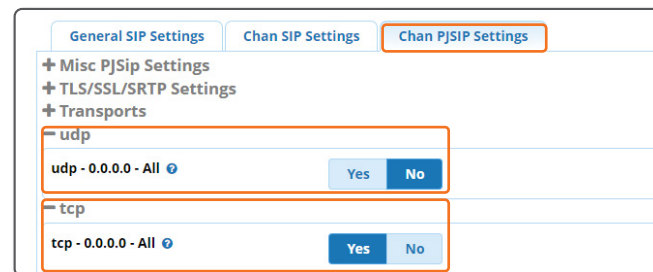 General SIP Settings Chan SIP Settings Chan PJSIP Settings
+ Misc PJSip Settings
+ TLS/SSL/SRTP Settings
+ Transports
− udp
udp - 0.0.0.0 - All ? Yes No
− tcp
tcp - 0.0.0.0 - All ? Yes No